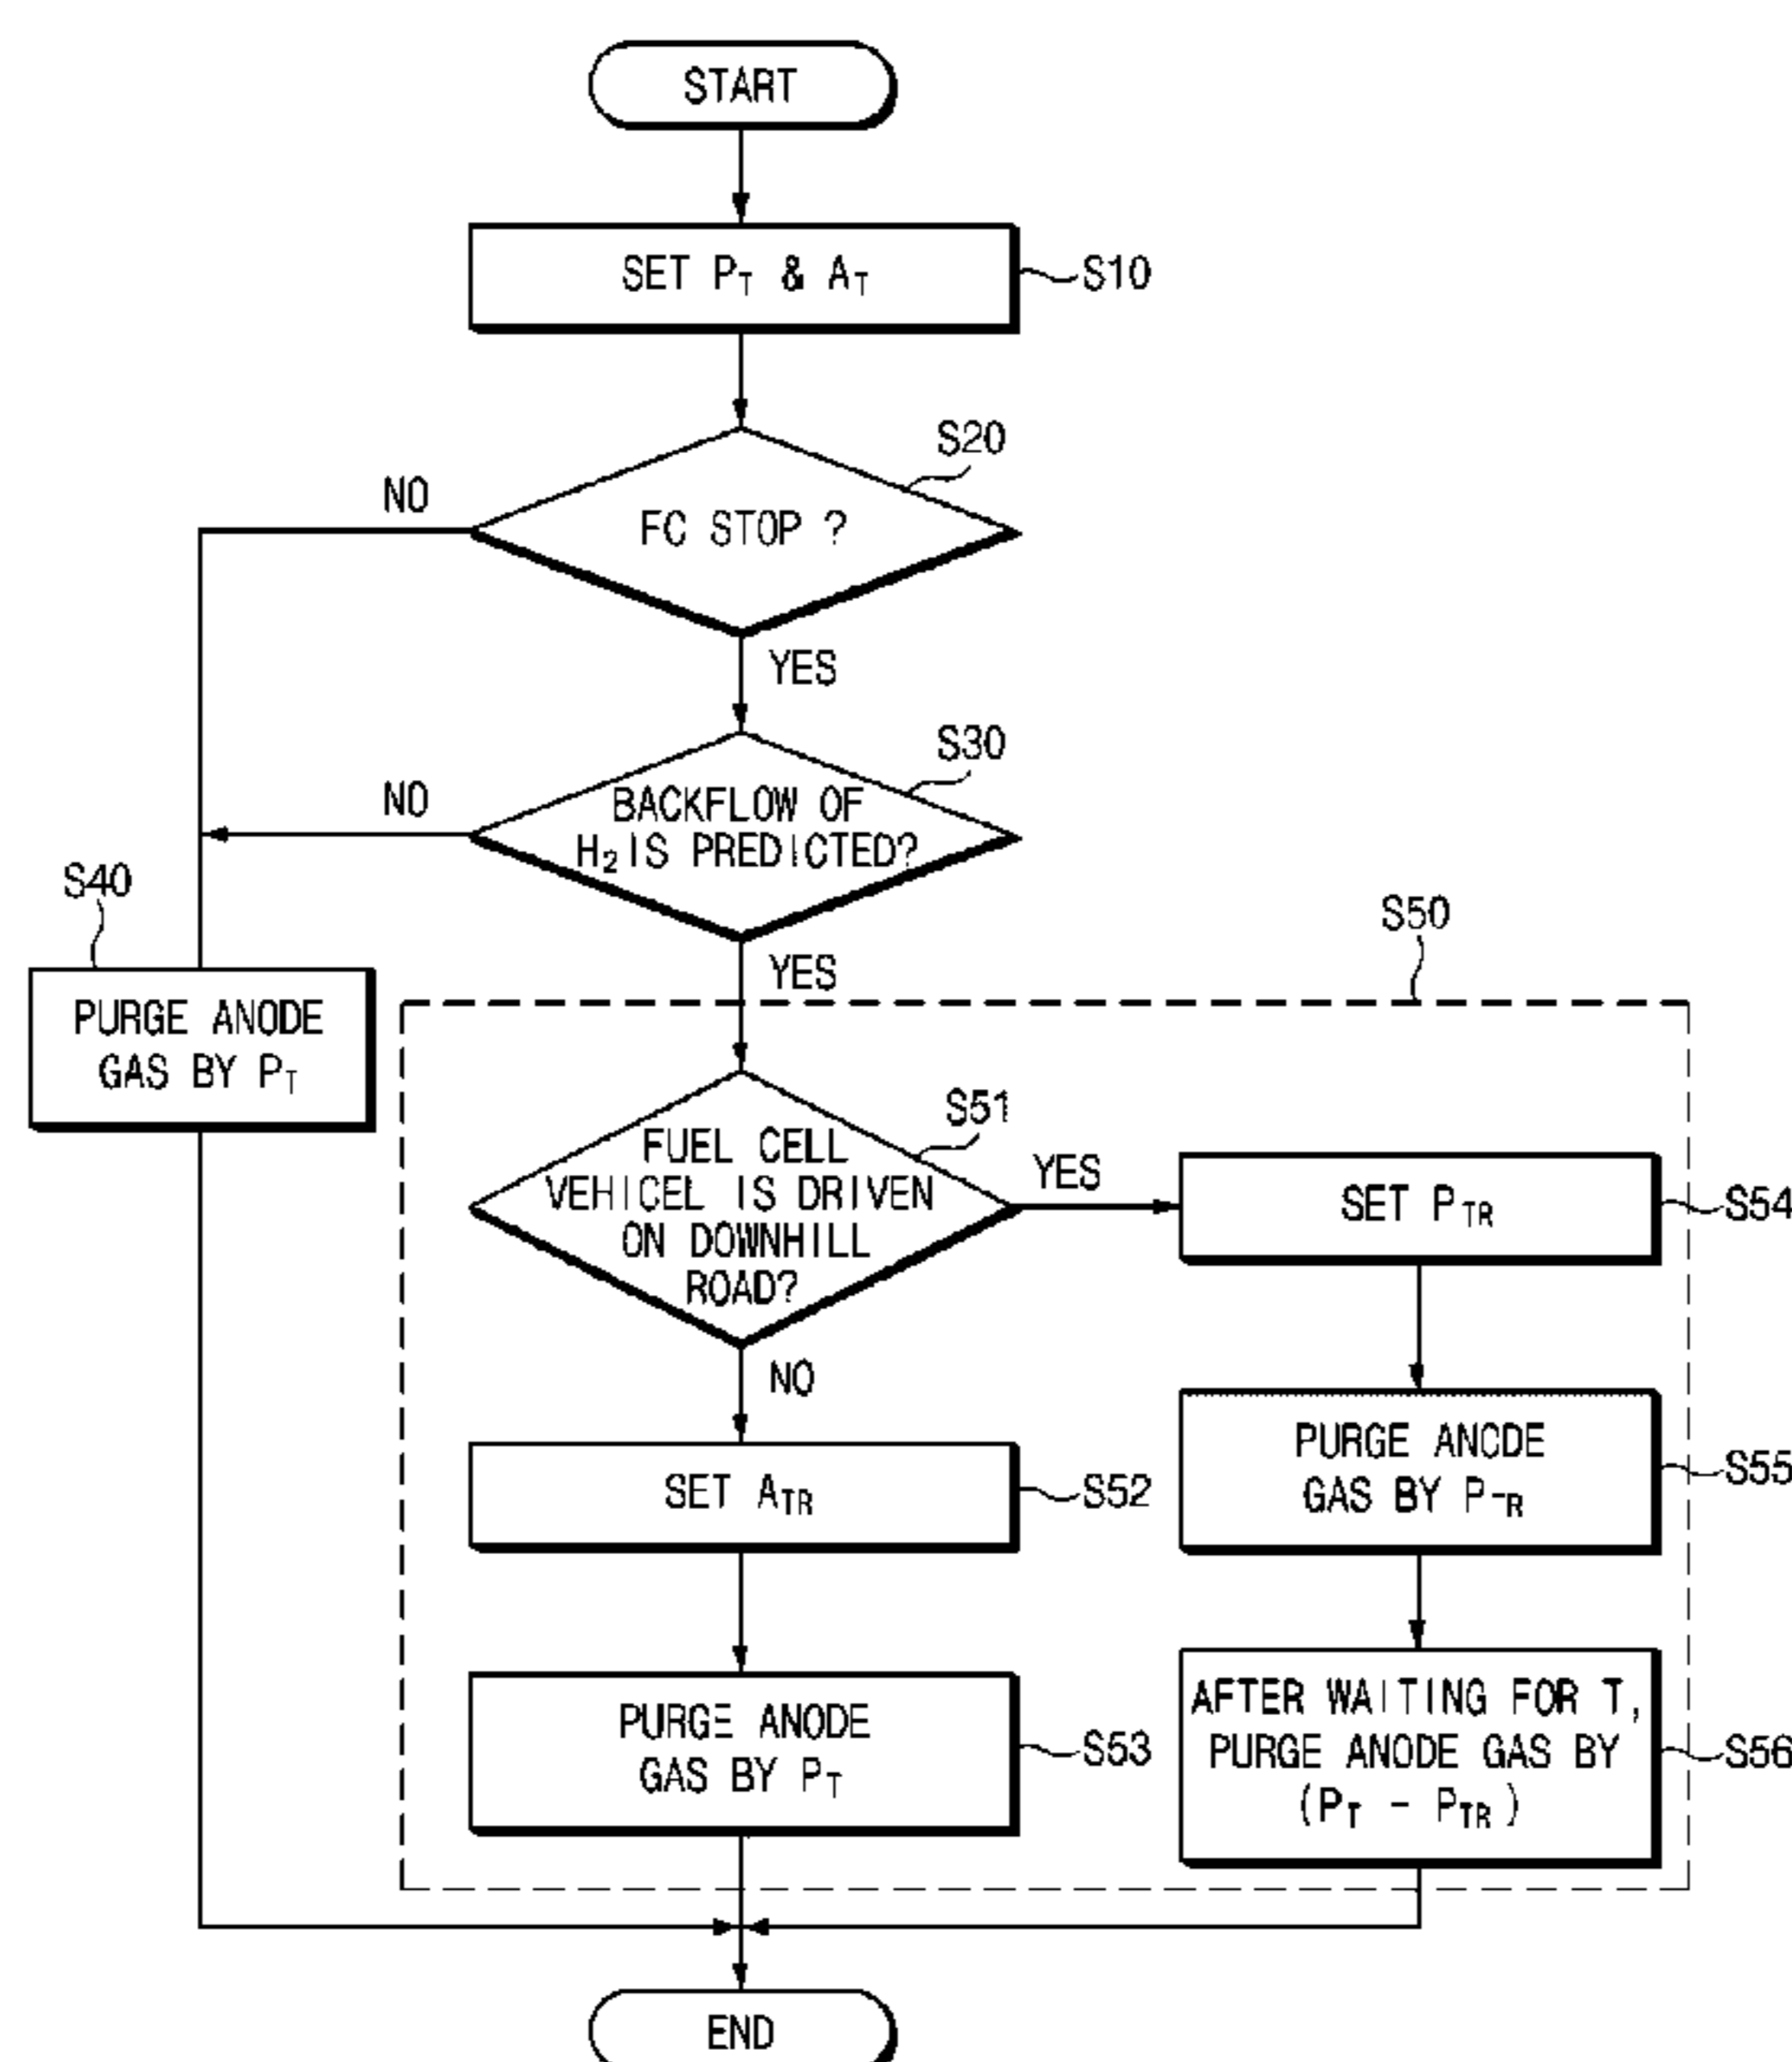 START
SET PT & AT
S10
S20
FC STOP ?
NO
YES
S30
BACKFLOW OF
H2 IS PREDICTED?
NO
YES
S40
PURGE ANODE
GAS BY PT
S50
S51
FUEL CELL
VEHICEL IS DRIVEN
ON DOWNHILL
ROAD?
YES
NO
SET PTR
S54
SET ATR
S52
PURGE ANODE
GAS BY PTR
S55
PURGE ANODE
GAS BY PT
S53
AFTER WAITING FOR T,
PURGE ANODE GAS BY
(PT - PTR)
S56
END